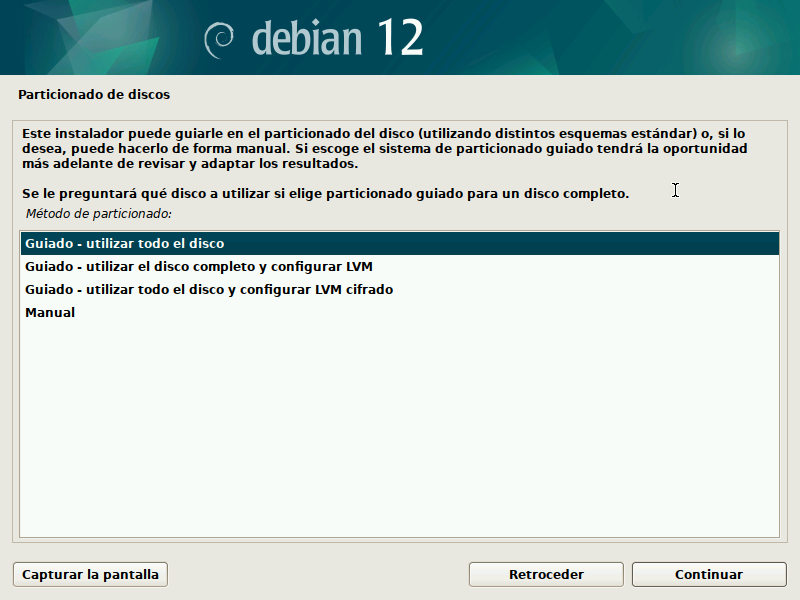 debian 12
Particionado de discos
Este instalador puede guiarle en el particionado del disco (utilizando distintos esquemas estándar) o, si lo
desea, puede hacerlo de forma manual. Si escoge el sistema de particionado guiado tendrá la oportunidad
más adelante de revisar y adaptar los resultados.
Se le preguntará qué disco a utilizar si elige particionado guiado para un disco completo.
Método de particionado:
Guiado - utilizar todo el disco
Guiado - utilizar el disco completo y configurar LVM
Guiado - utilizar todo el disco y configurar LVM cifrado
Manual
Capturar la pantalla
Retroceder
Continuar